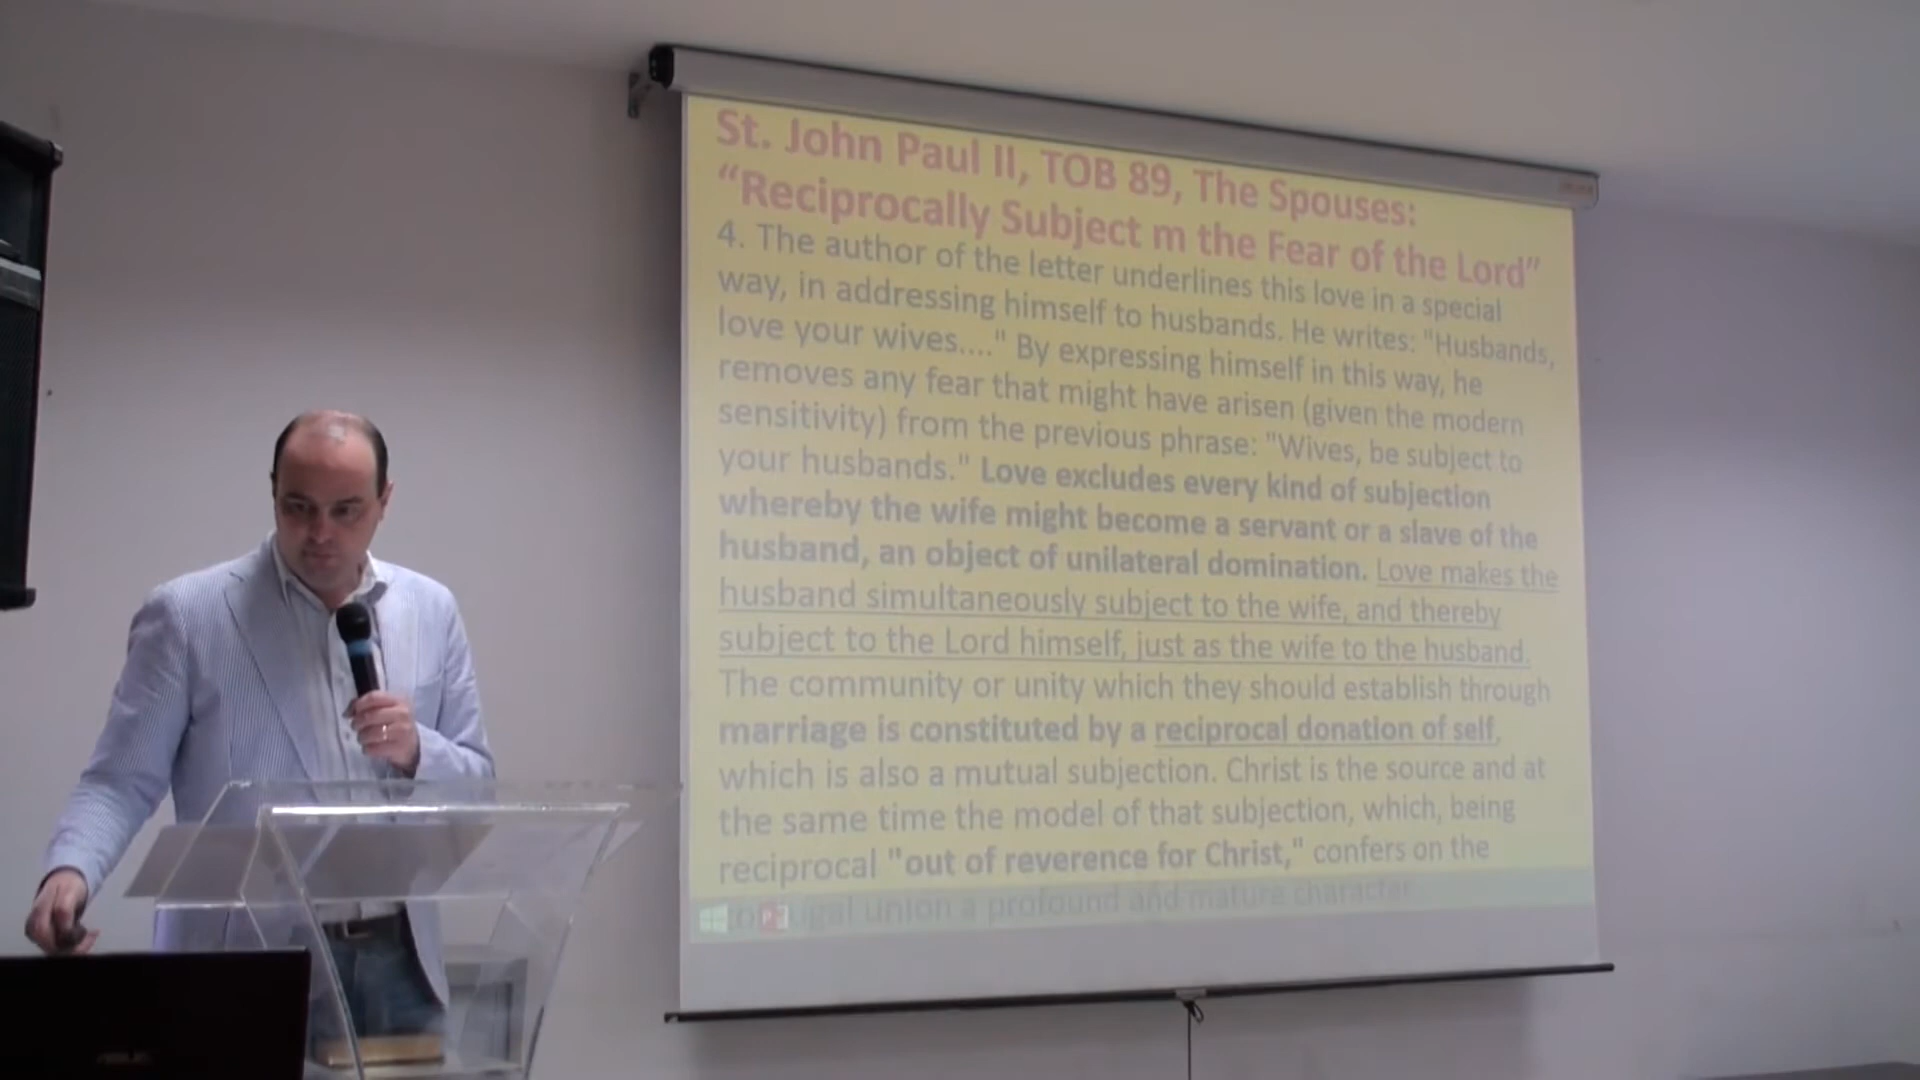 St. John Paul II, TOB 89, The Spouses:
“Reciprocally Subject m the Fear of the Lord”
4. The author of the letter underlines this love in a special
way, in addressing himself to husbands. He writes: "Husbands,
love your wives...." By expressing himself in this way, he
removes any fear that might have arisen (given the modern
sensitivity) from the previous phrase: "Wives, be subject to
your husbands." Love excludes every kind of subjection
whereby the wife might become a servant or a slave of the
husband, an object of unilateral domination. Love makes the
husband simultaneously subject to the wife, and thereby
subject to the Lord himself, just as the wife to the husband.
The community or unity which they should establish through
marriage is constituted by a reciprocal donation of self,
which is also a mutual subjection. Christ is the source and at
the same time the model of that subjection, which, being
reciprocal "out of reverence for Christ," confers on the
union a profound and mature character.
ASUS